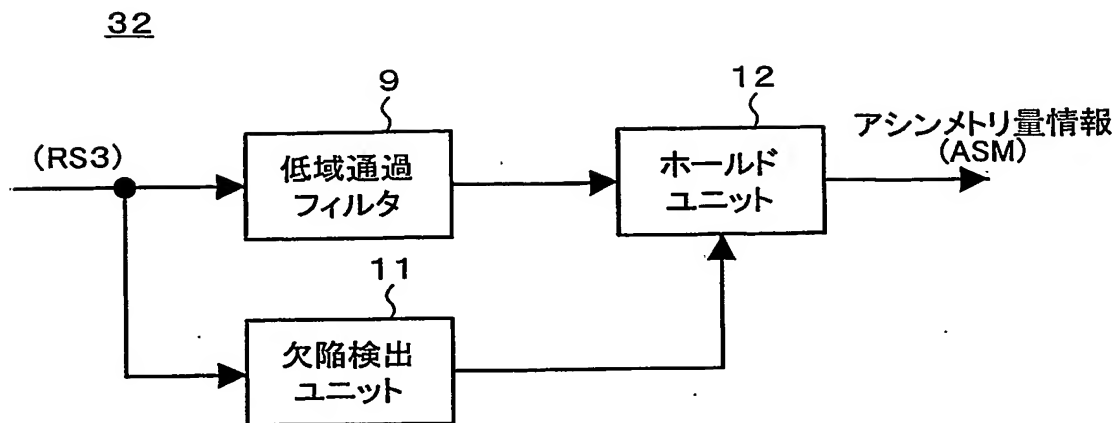 32
9
12
(RS3)
低域通過
フィルタ
ホールド
ユニット
アシンメトリ量情報
(ASM)
11
欠陥検出
ユニット